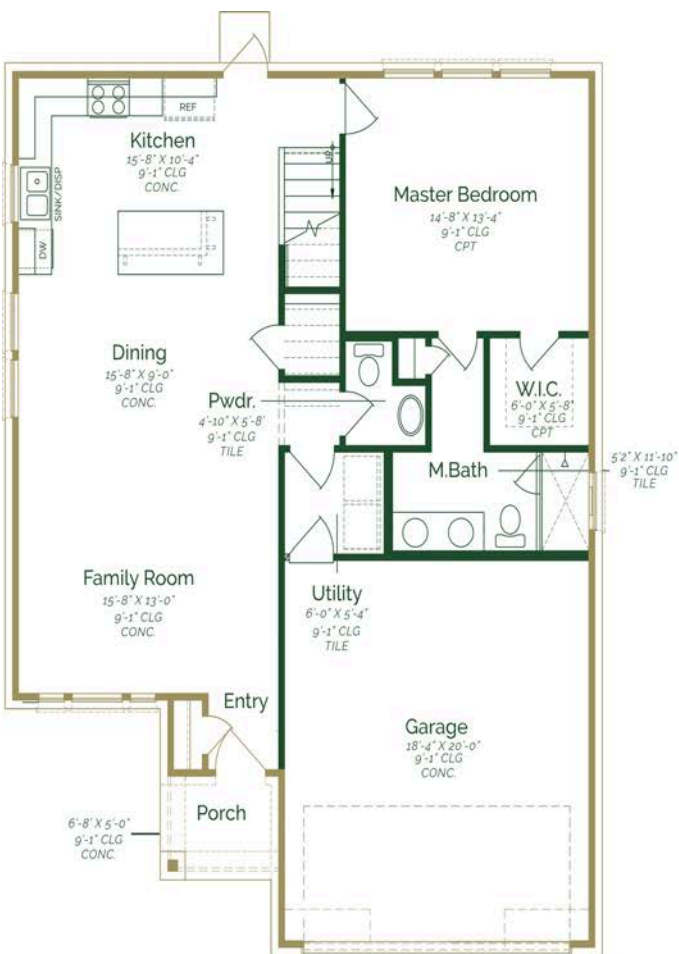 REF
Kitchen
15'-8" X 10'-4"
9'-1" CLG
CONC.
SINK/DISP
DW
UP
Master Bedroom
14'-8" X 13'-4"
9'-1" CLG
CPT
Dining
15'-8" X 9'-0"
9'-1" CLG
CONC.
Pwdr.
4'-10" X 5'-8"
9'-1" CLG
TILE
W.I.C.
6'-0" X 5'-8"
9'-1" CLG
CPT
M.Bath
5'2" X 11'-10"
9'-1" CLG
TILE
Family Room
15'-8" X 13'-0"
9'-1" CLG
CONC.
Utility
6'-0" X 5'-4"
9'-1" CLG
TILE
Entry
Garage
18'-4" X 20'-0"
9'-1" CLG
CONC.
Porch
6'-8' X 5'-0"
9'-1" CLG
CONC.